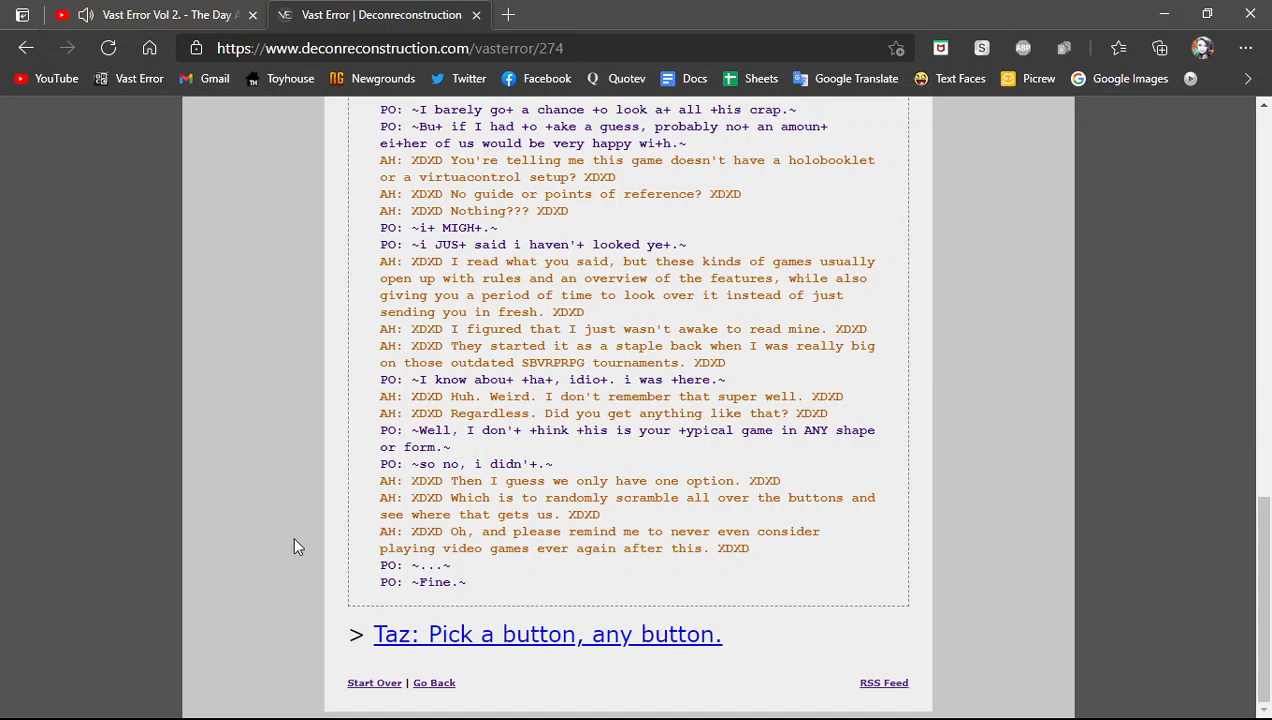 Vast Error Vol 2. - The Day A
Vast Error | Deconreconstruction
https://www.deconreconstruction.com/vasterror/274
YouTube Vast Error Gmail Toyhouse Newgrounds Twitter Facebook Quotev Docs Sheets Google Translate Text Faces Picrew Google Images
PO: ~I barely go+ a chance +o look a+ all +his crap.~
PO: ~Bu+ if I had +o +ake a guess, probably no+ an amoun+
ei+her of us would be very happy wi+h.~
AH: XDXD You're telling me this game doesn't have a holobooklet
or a virtuacontrol setup? XDXD
AH: XDXD No guide or points of reference? XDXD
AH: XDXD Nothing??? XDXD
PO: ~i+ MIGH+.~
PO: ~i JUS+ said i haven'+ looked ye+.~
AH: XDXD I read what you said, but these kinds of games usually
open up with rules and an overview of the features, while also
giving you a period of time to look over it instead of just
sending you in fresh. XDXD
AH: XDXD I figured that I just wasn't awake to read mine. XDXD
AH: XDXD They started it as a staple back when I was really big
on those outdated SBVRPRPG tournaments. XDXD
PO: ~I know abou+ +ha+, idio+. i was +here.~
AH: XDXD Huh. Weird. I don't remember that super well. XDXD
AH: XDXD Regardless. Did you get anything like that? XDXD
PO: ~Well, I don'+ +hink +his is your +ypical game in ANY shape
or form.~
PO: ~so no, i didn'+.~
AH: XDXD Then I guess we only have one option. XDXD
AH: XDXD Which is to randomly scramble all over the buttons and
see where that gets us. XDXD
AH: XDXD Oh, and please remind me to never even consider
playing video games ever again after this. XDXD
PO: ~...~
PO: ~Fine.~
> Taz: Pick a button, any button.
Start Over | Go Back
RSS Feed